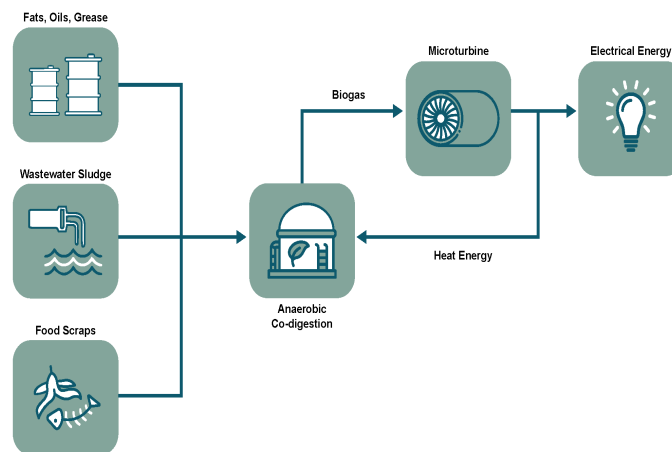 Fats, Oils, Grease
Wastewater Sludge
Food Scraps
Anaerobic
Co-digestion
Biogas
Microturbine
Heat Energy
Electrical Energy